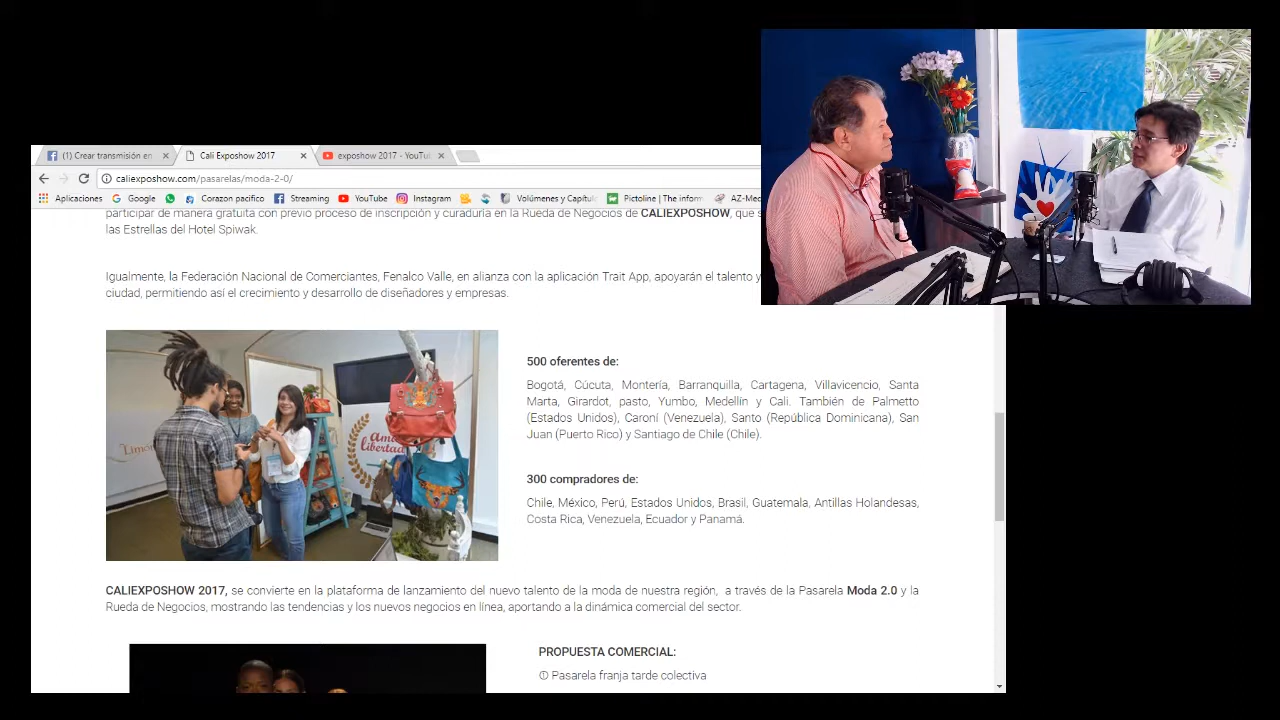 (1) Crear transmisión en
Cali Exposhow 2017
exposhow 2017 - YouTu
caliexposhow.com/pasarelas/moda-2-0/
Aplicaciones Google Corazon pacifico Streaming YouTube Instagram Volúmenes y Capítu Pictoline | The inform AZ-Med
participar de manera gratuita con previo proceso de inscripción y curaduría en la Rueda de Negocios de CALIEXPOSHOW, que s
las Estrellas del Hotel Spiwak.
Igualmente, la Federación Nacional de Comerciantes, Fenalco Valle, en alianza con la aplicación Trait App, apoyarán el talento y
ciudad, permitiendo así el crecimiento y desarrollo de diseñadores y empresas.
500 oferentes de:
Bogotá, Cúcuta, Montería, Barranquilla, Cartagena, Villavicencio, Santa
Marta, Girardot, pasto, Yumbo, Medellín y Cali. También de Palmetto
(Estados Unidos), Caroní (Venezuela), Santo (República Dominicana), San
Juan (Puerto Rico) y Santiago de Chile (Chile).
300 compradores de:
Chile, México, Perú, Estados Unidos, Brasil, Guatemala, Antillas Holandesas,
Costa Rica, Venezuela, Ecuador y Panamá.
CALIEXPOSHOW 2017, se convierte en la plataforma de lanzamiento del nuevo talento de la moda de nuestra región, a través de la Pasarela Moda 2.0 y la
Rueda de Negocios, mostrando las tendencias y los nuevos negocios en línea, aportando a la dinámica comercial del sector.
PROPUESTA COMERCIAL:
Pasarela franja tarde colectiva